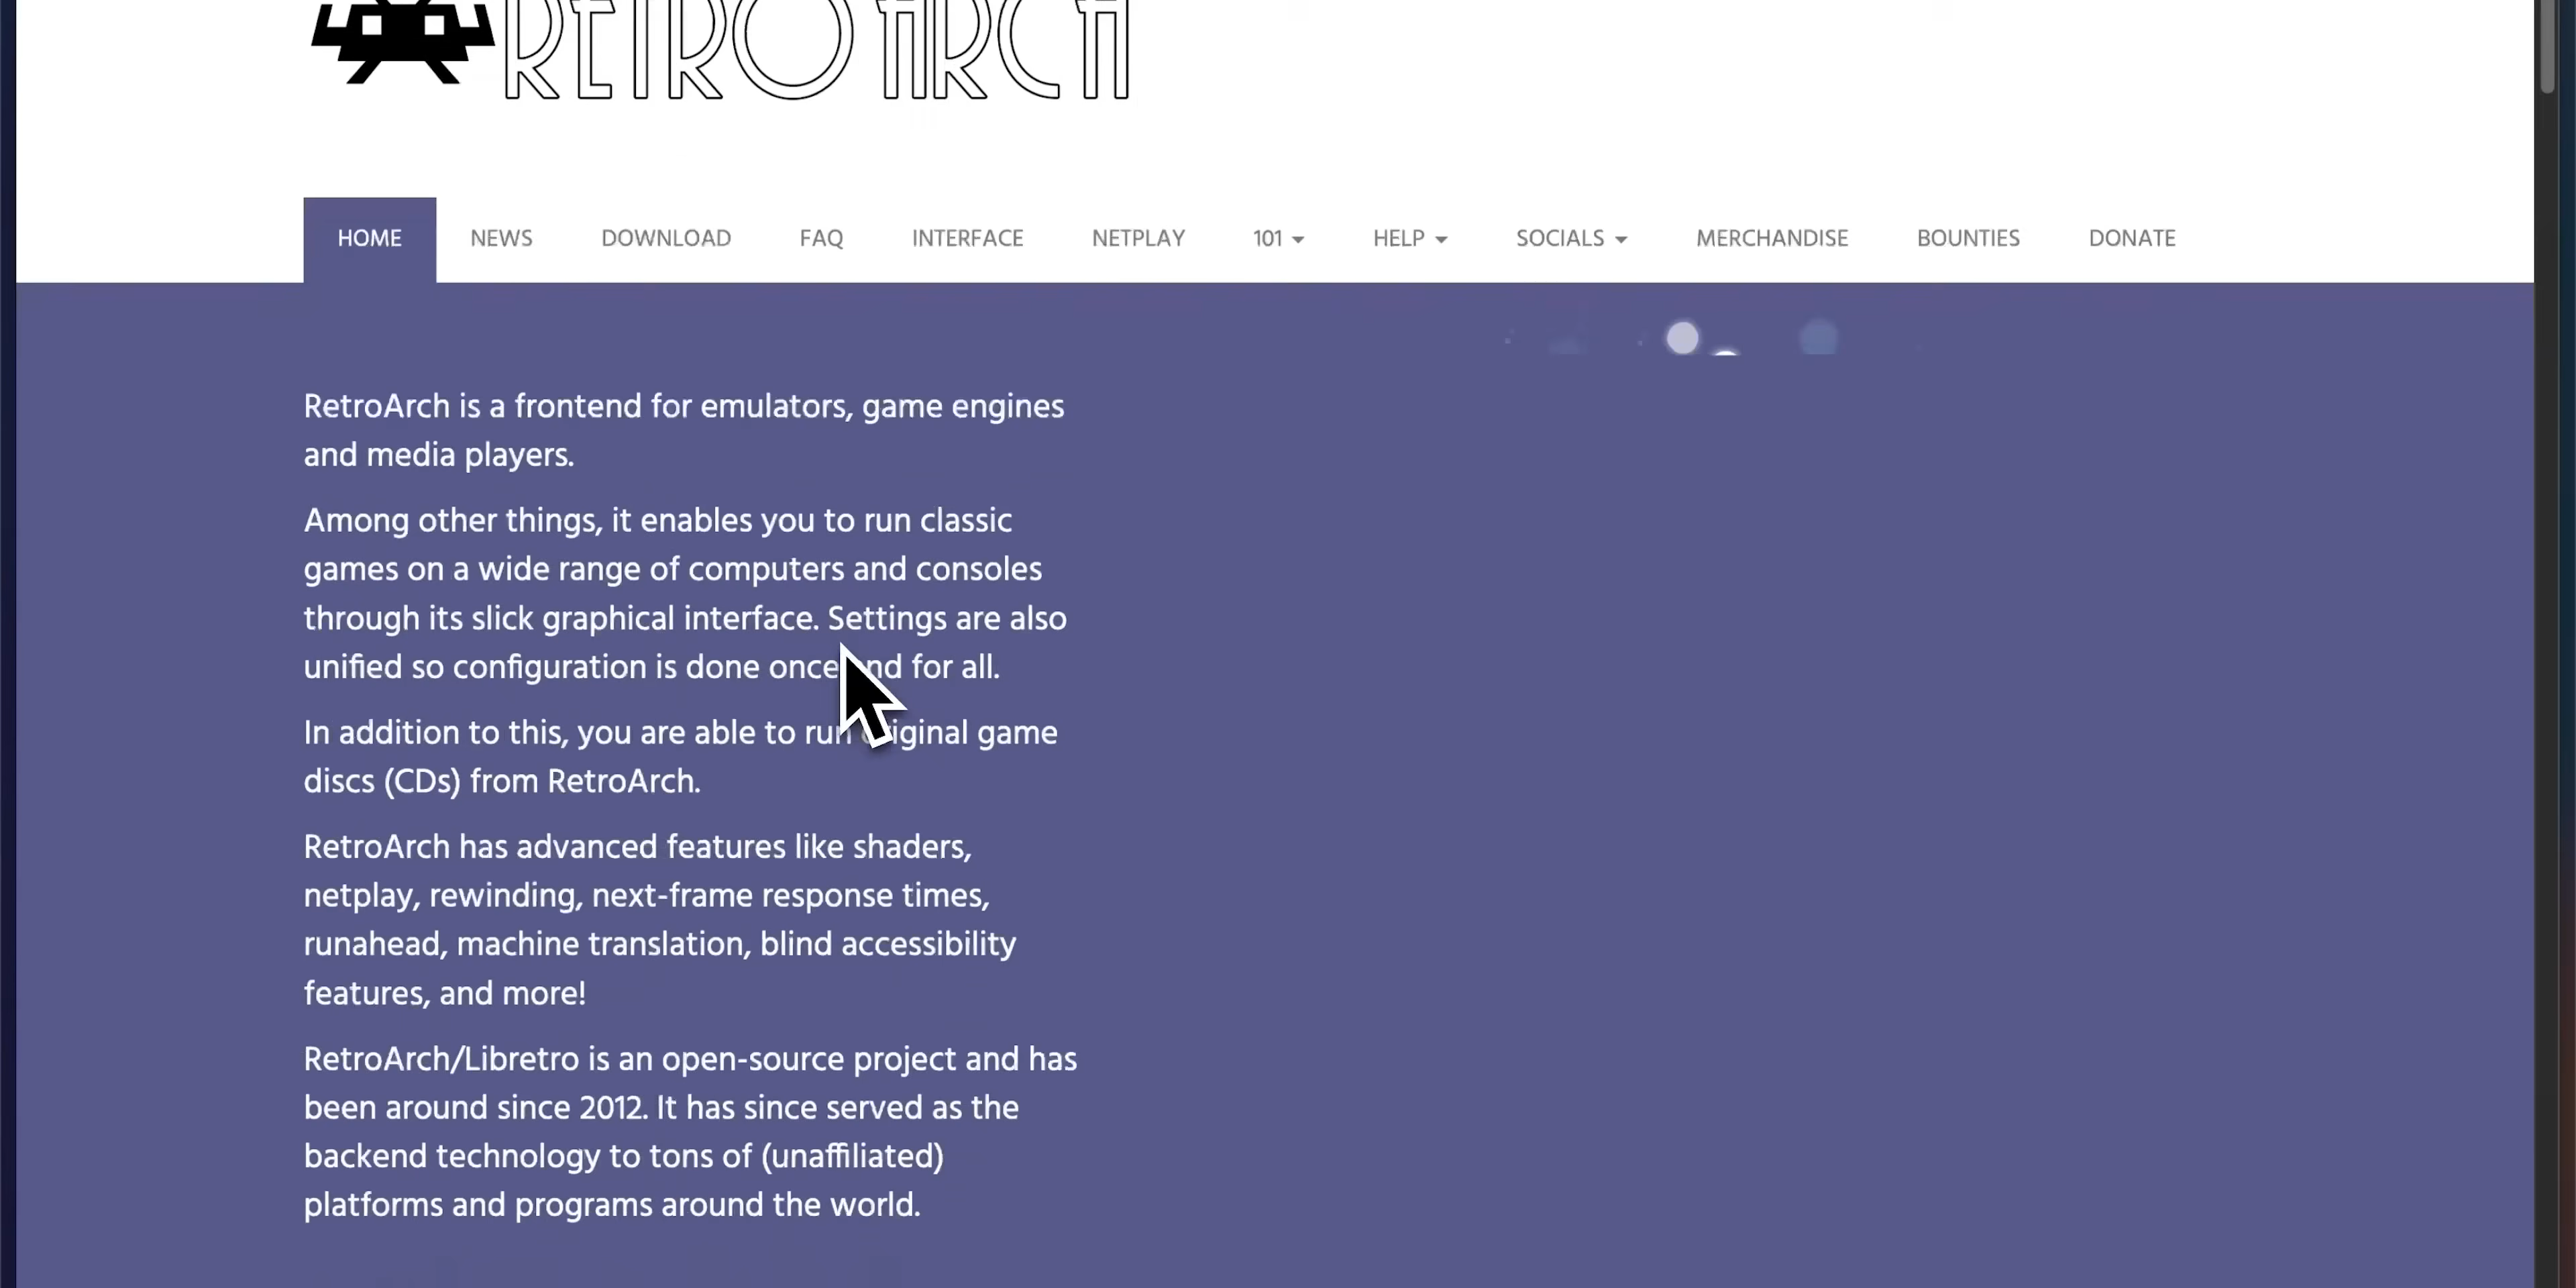 RETROARCH
HOME NEWS DOWNLOAD FAQ INTERFACE NETPLAY 101 HELP SOCIALS MERCHANDISE BOUNTIES DONATE
RetroArch is a frontend for emulators, game engines
and media players.
Among other things, it enables you to run classic
games on a wide range of computers and consoles
through its slick graphical interface. Settings are also
unified so configuration is done once and for all.
In addition to this, you are able to run original game
discs (CDs) from RetroArch.
RetroArch has advanced features like shaders,
netplay, rewinding, next-frame response times,
runahead, machine translation, blind accessibility
features, and more!
RetroArch/Libretro is an open-source project and has
been around since 2012. It has since served as the
backend technology to tons of (unaffiliated)
platforms and programs around the world.